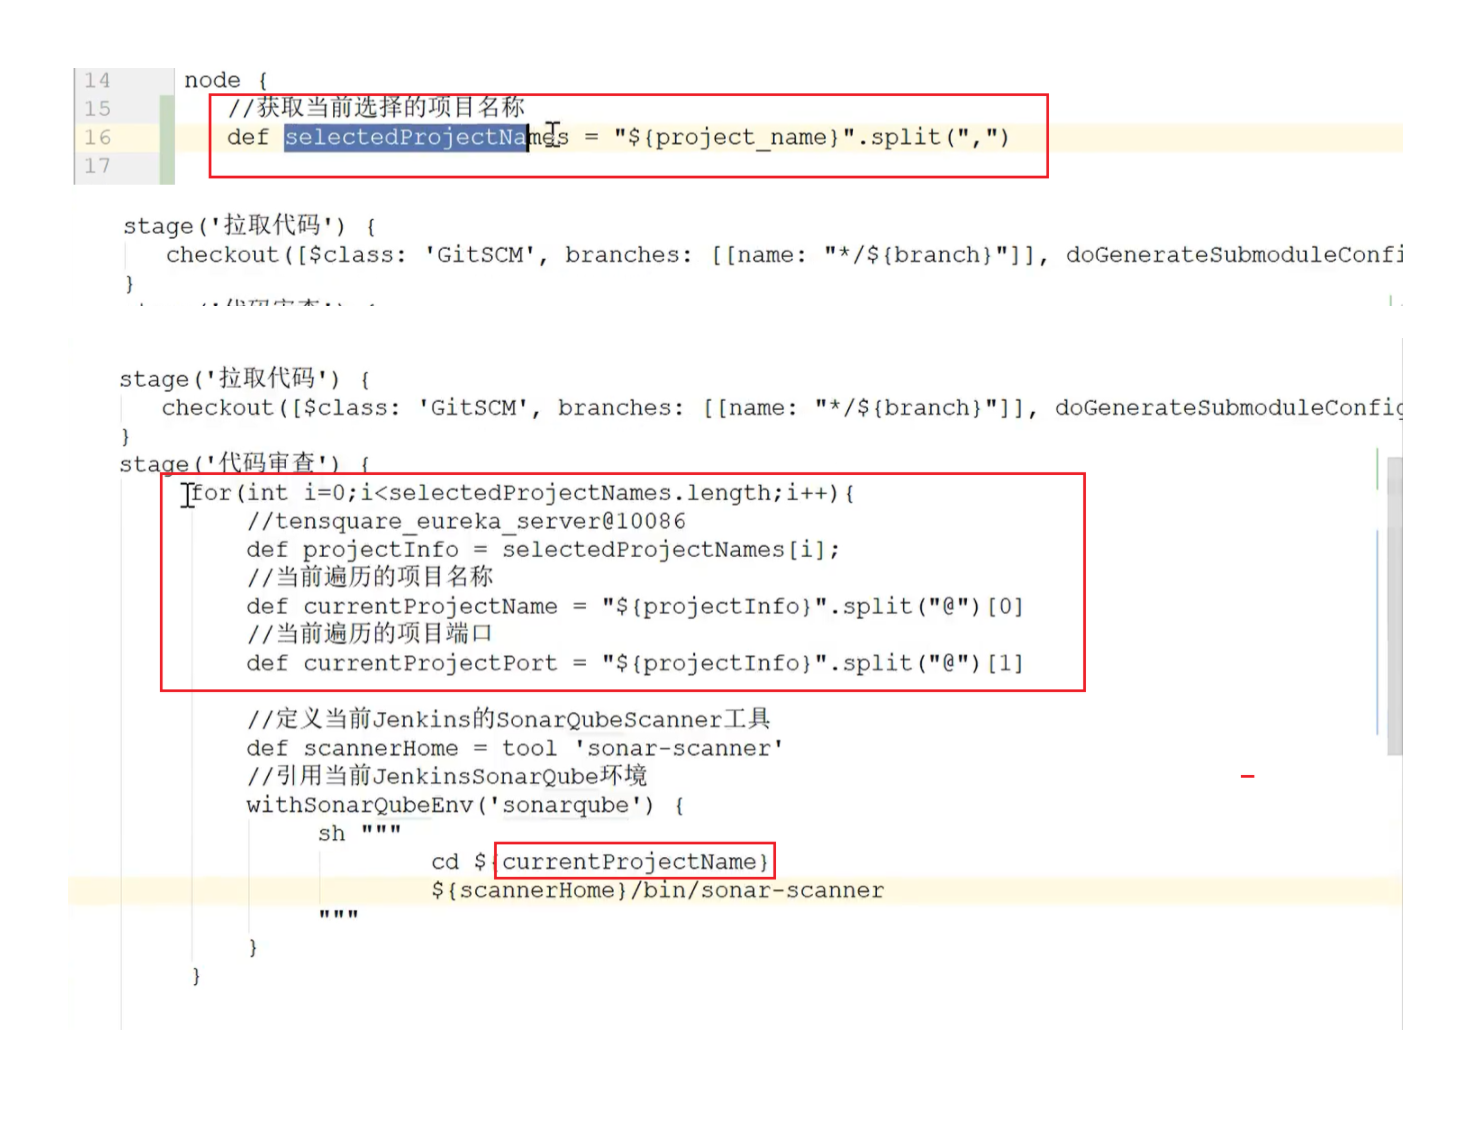 14 node {
15 //获取当前选择的项目名称
16 def selectedProjectNames = "${project_name}".split(",")
17
stage('拉取代码') {
checkout([$class: 'GitSCM', branches: [[name: "*/${branch}"]], doGenerateSubmoduleConfi
}
stage('代码审查') {
stage('拉取代码') {
checkout([$class: 'GitSCM', branches: [[name: "*/${branch}"]], doGenerateSubmoduleConfig
}
stage('代码审查') {
for(int i=0;i<selectedProjectNames.length;i++){
//tensquare_eureka_server@10086
def projectInfo = selectedProjectNames[i];
//当前遍历的项目名称
def currentProjectName = "${projectInfo}".split("@")[0]
//当前遍历的项目端口
def currentProjectPort = "${projectInfo}".split("@")[1]
//定义当前Jenkins的SonarQubeScanner工具
def scannerHome = tool 'sonar-scanner'
//引用当前JenkinsSonarQube环境
withSonarQubeEnv('sonarqube') {
sh """
cd ${currentProjectName}
${scannerHome}/bin/sonar-scanner
"""
}
}